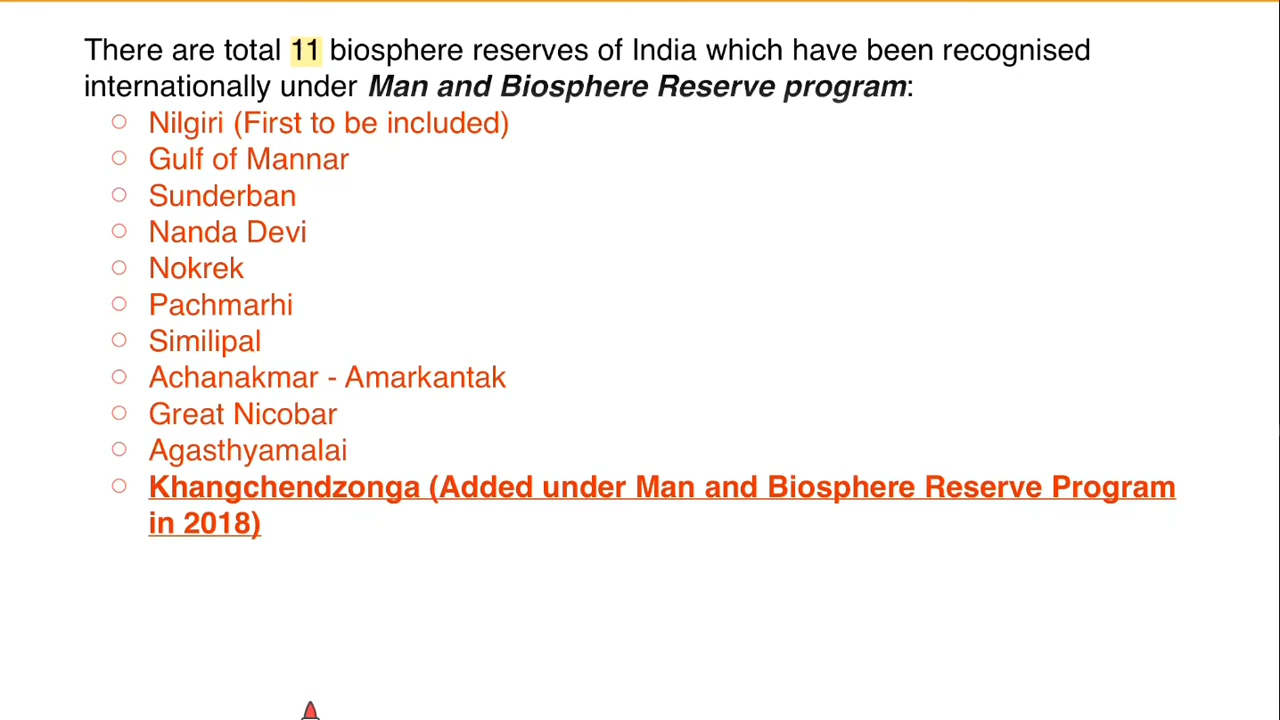 There are total 11 biosphere reserves of India which have been recognised
internationally under Man and Biosphere Reserve program:
Nilgiri (First to be included)
Gulf of Mannar
Sunderban
Nanda Devi
Nokrek
Pachmarhi
Similipal
Achanakmar - Amarkantak
Great Nicobar
Agasthyamalai
Khangchendzonga (Added under Man and Biosphere Reserve Program
in 2018)